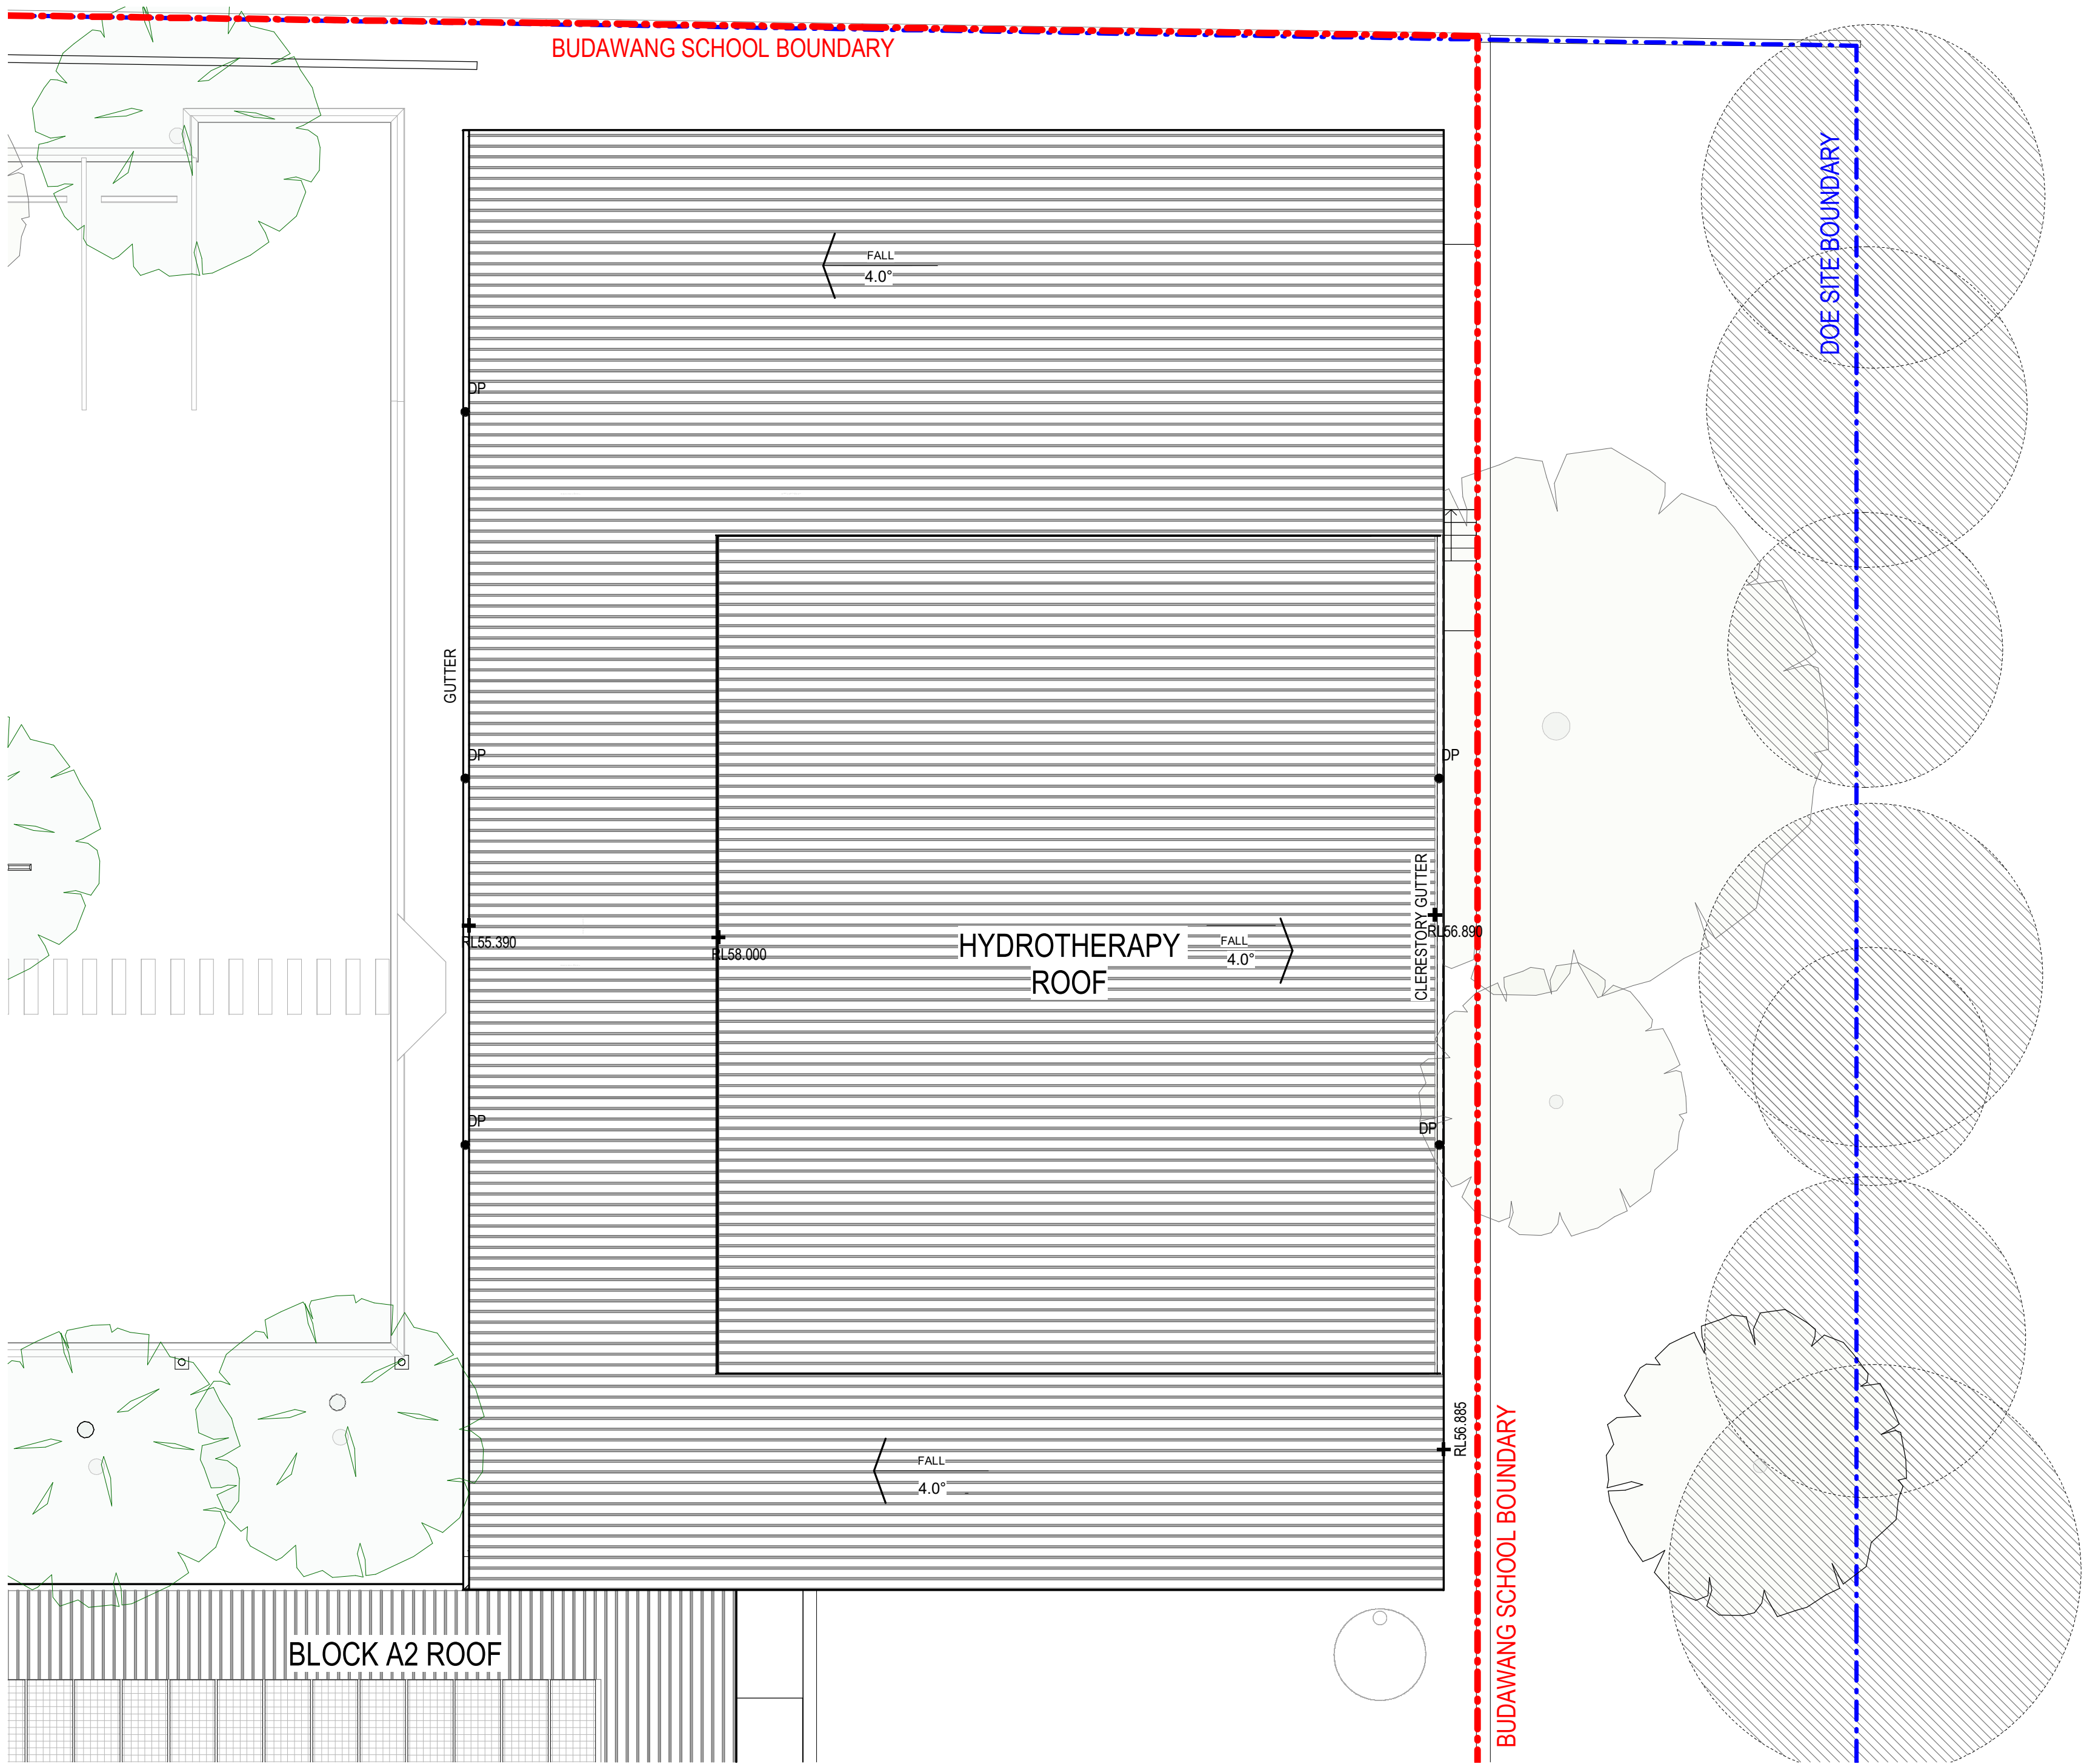 BUDAWANG SCHOOL BOUNDARY
DOE SITE BOUNDARY
FALL
4.0°
DP
GUTTER
DP
DP
CLERESTORY GUTTER
RL55.390
RL58.000
HYDROTHERAPY
ROOF
FALL
4.0°
RL56.890
DP
DP
RL56.885
FALL
4.0°
BUDAWANG SCHOOL BOUNDARY
BLOCK A2 ROOF